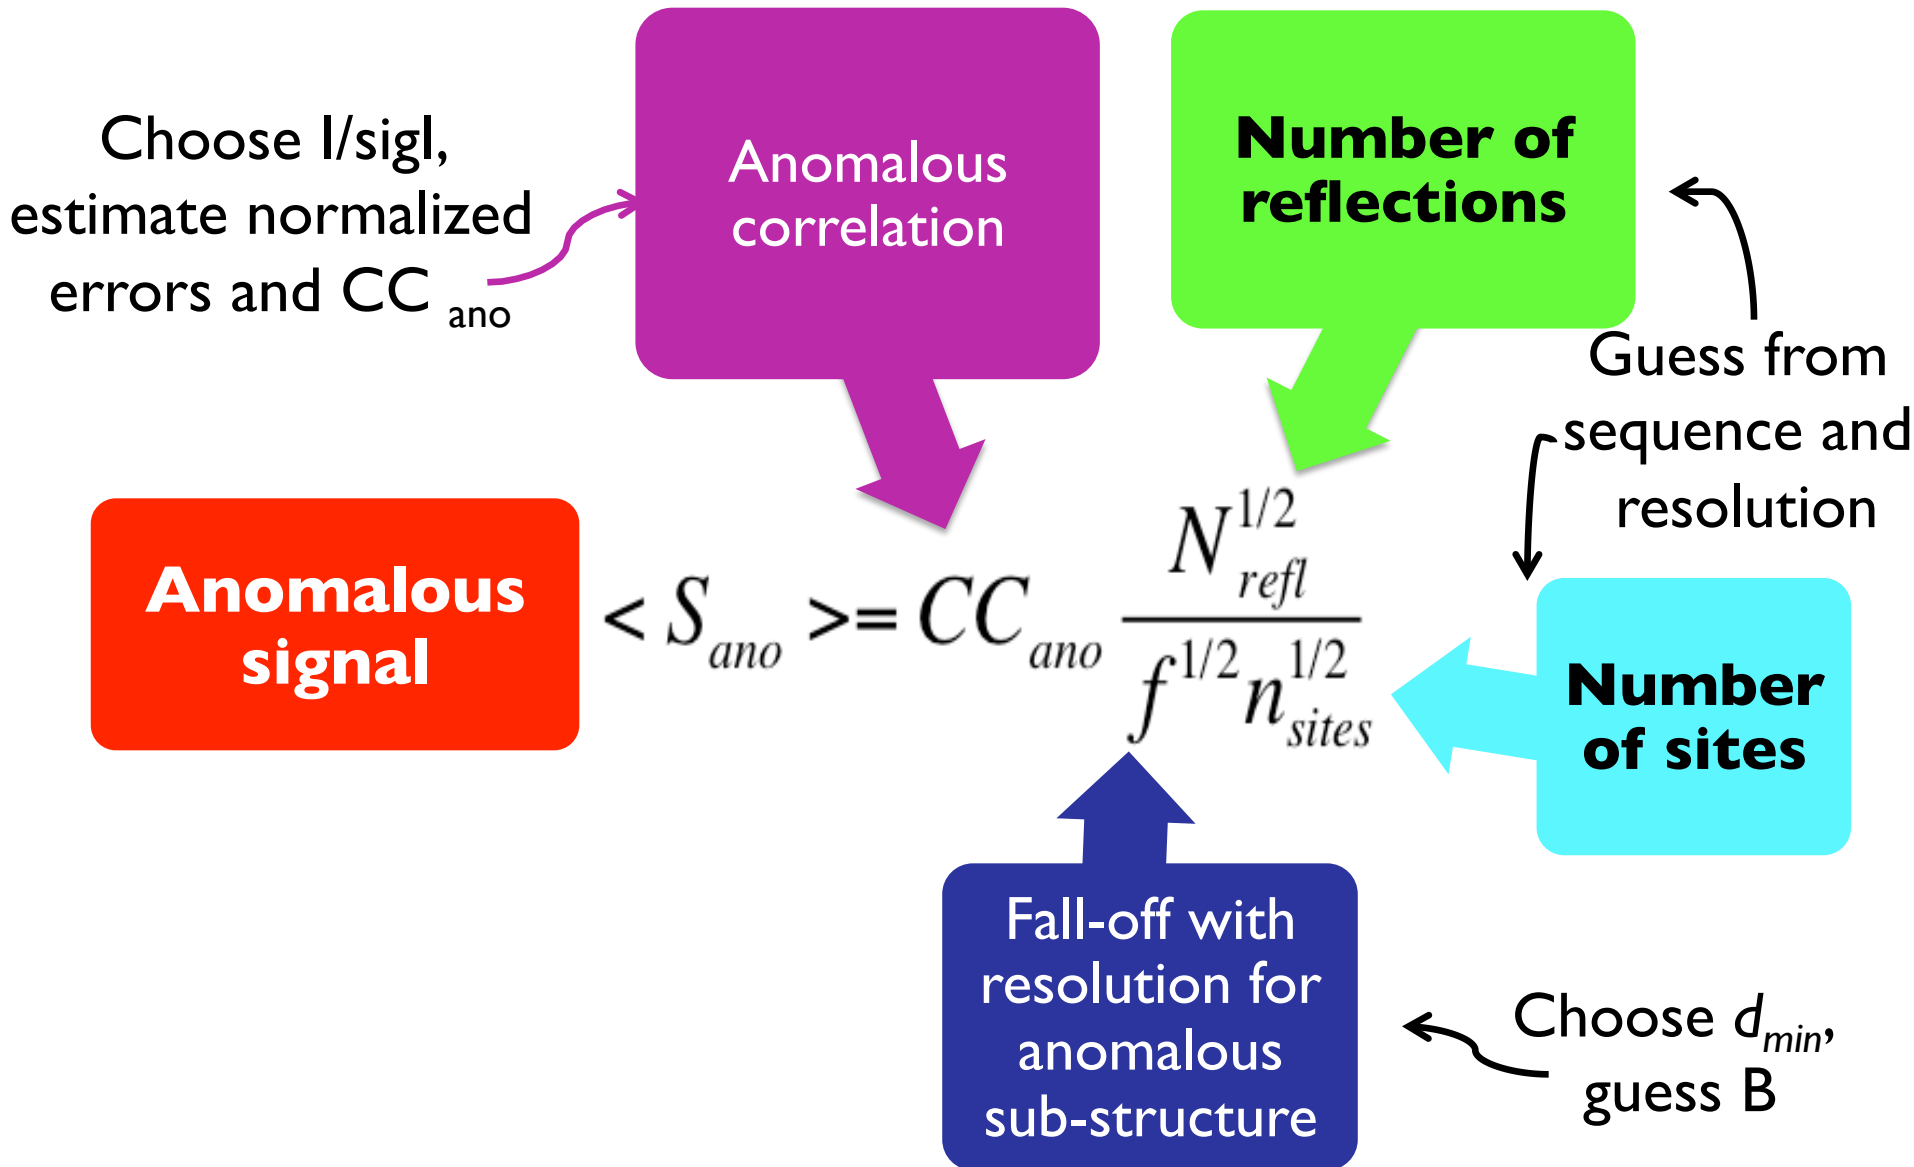 Choose I/sigI,
estimate normalized
errors and CC ano
Anomalous
correlation
Number of
reflections
Guess from
sequence and
resolution
Anomalous
signal
< S_ano >= CC_ano N_refl^1/2 / f^1/2 n_sites^1/2
Number
of sites
Fall-off with
resolution for
anomalous
sub-structure
Choose d_min,
guess B